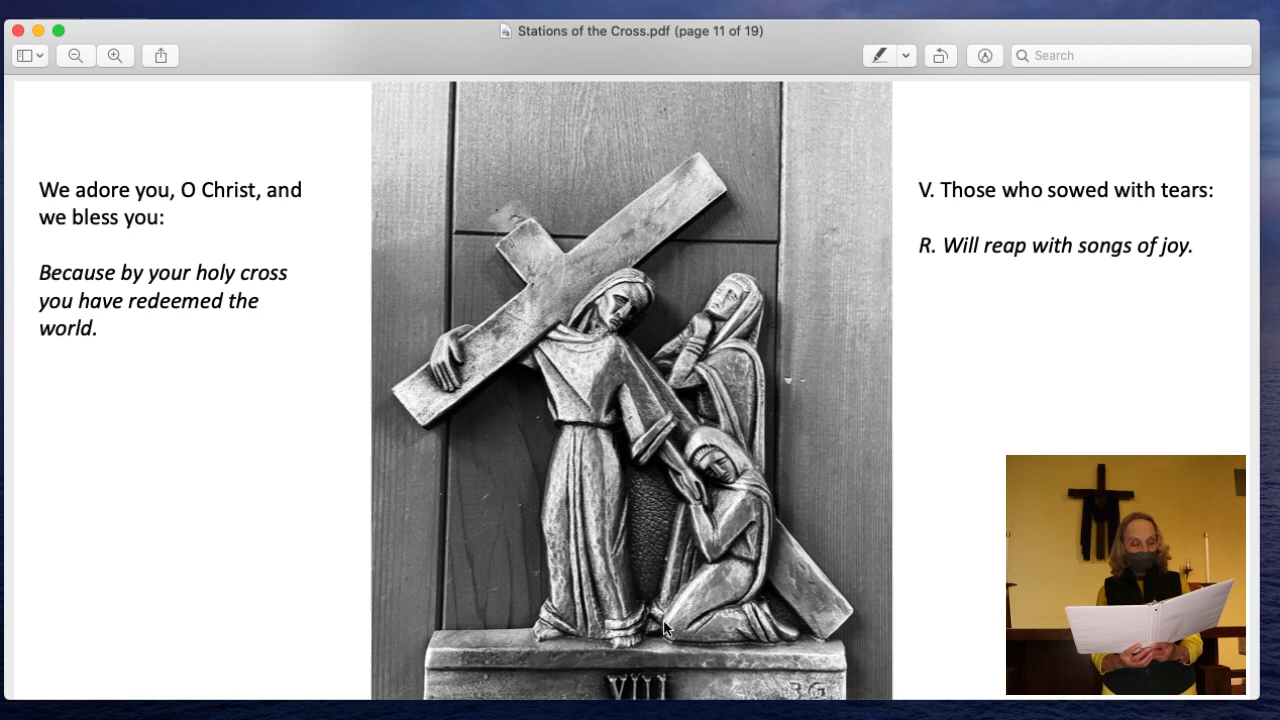 Stations of the Cross.pdf (page 11 of 19)
Search
We adore you, O Christ, and
we bless you:
Because by your holy cross
you have redeemed the
world.
V. Those who sowed with tears:
R. Will reap with songs of joy.
VIII
RG